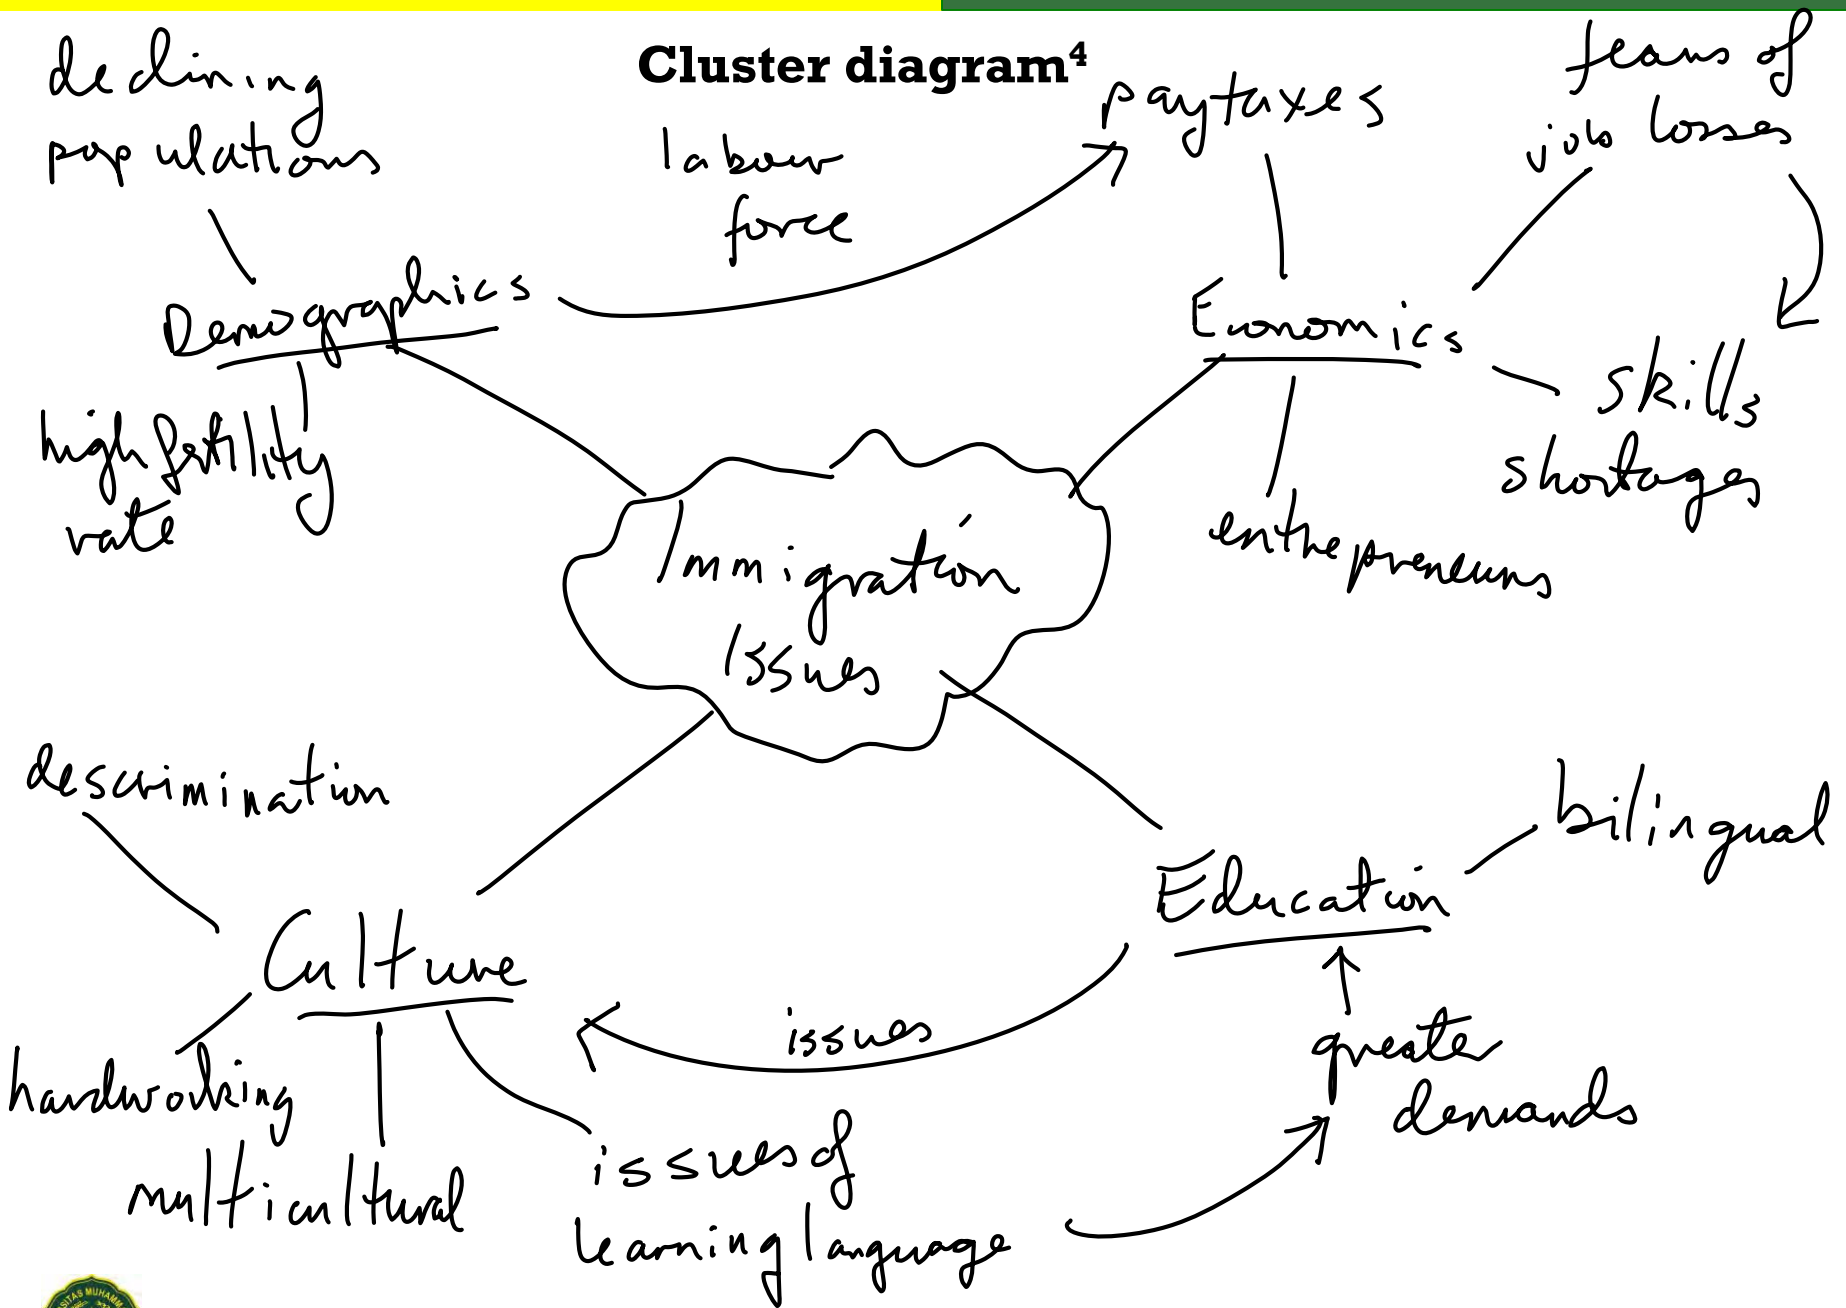 Cluster diagram⁴
declining
populations
labour
force
pay taxes
fears of
job losses
Demographics
Economics
high fertility
rate
skills
shortages
entrepreneurs
Immigration
Issues
descrimination
bilingual
Education
Culture
issues
greater
demands
hardworking
multicultural
issues of
learning language